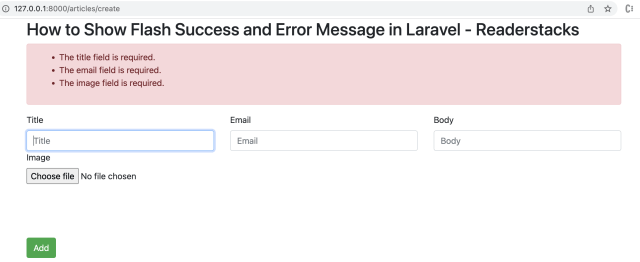 127.0.0.1:8000/articles/create
How to Show Flash Success and Error Message in Laravel - Readerstacks
• The title field is required.
• The email field is required.
• The image field is required.
Title Email Body
Title Email Body
Image
Choose file No file chosen
Add